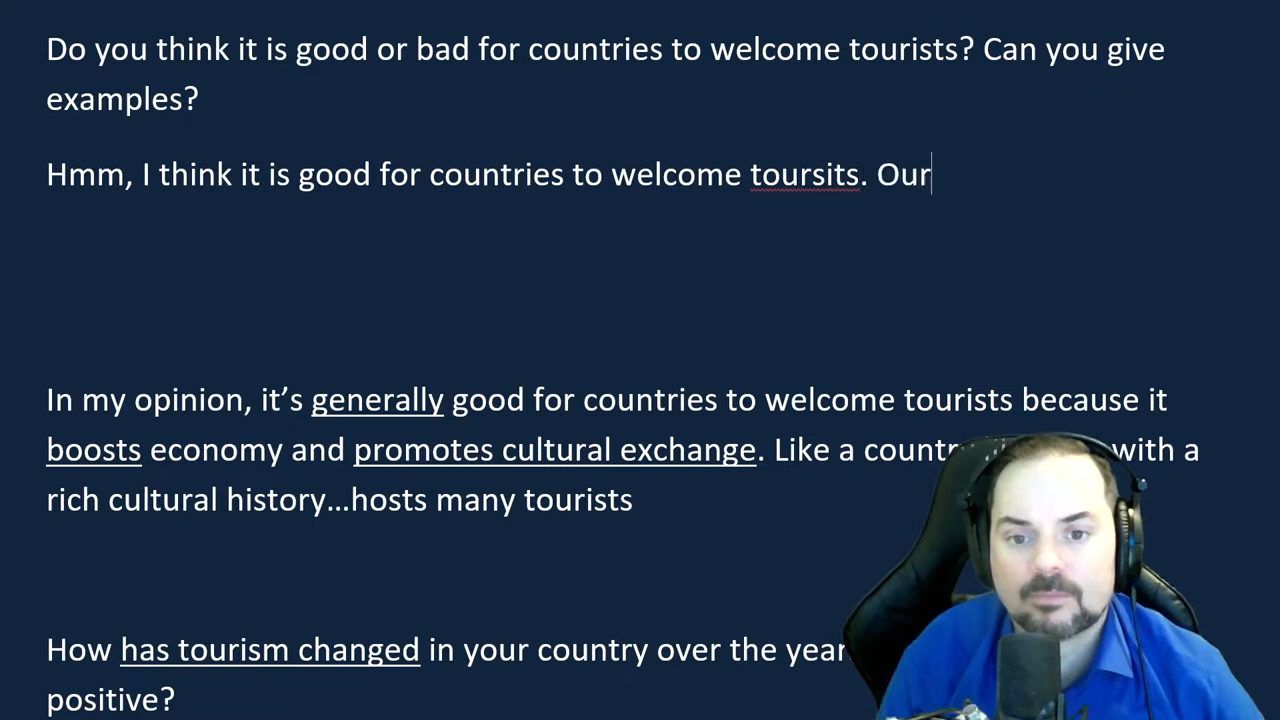 Do you think it is good or bad for countries to welcome tourists? Can you give
examples?
Hmm, I think it is good for countries to welcome toursits. Our
In my opinion, it’s generally good for countries to welcome tourists because it
boosts economy and promotes cultural exchange. Like a with a
rich cultural history…hosts many tourists
How has tourism changed in your country over the
positive?